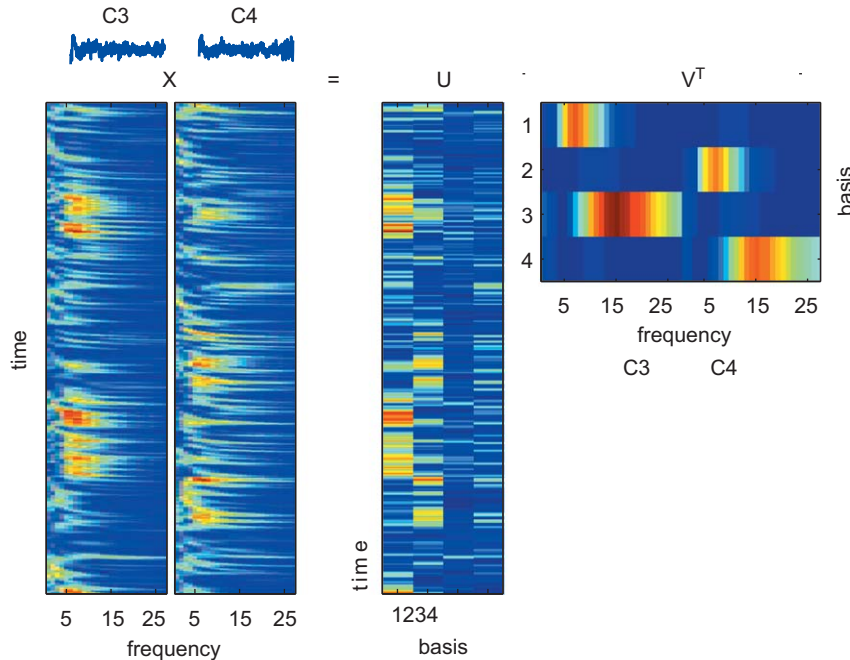 C3 C4
X = U V^T
1
2
3
4
basis
5 15 25 5 15 25
frequency
C3 C4
time
time
5 15 25 5 15 25
frequency
1234
basis